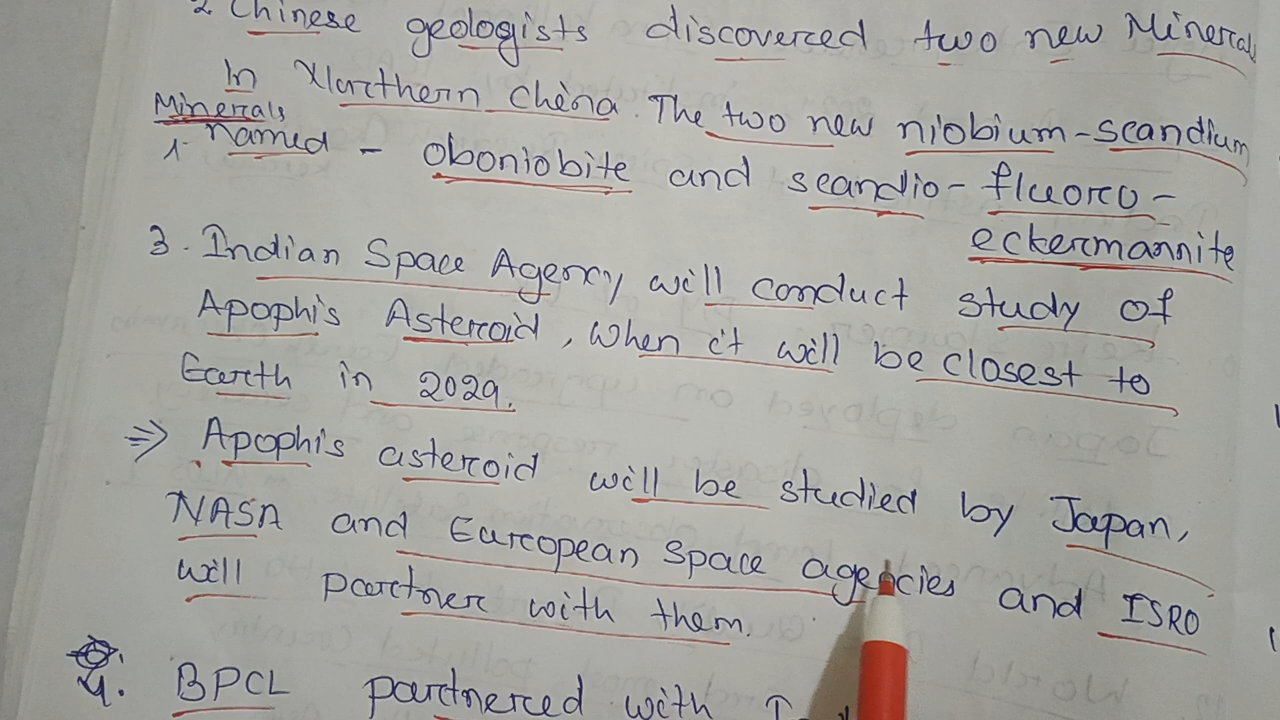 2. Chinese geologists discovered two new Mineral
In Northern China. The two new niobium-scandium
Minerals
1. named - oboniobite and scandio-fluoro-
eckermannite
3. Indian Space Agency will conduct study of
Apophis Asteroid, when it will be closest to
Earth in 2029.
⇒ Apophis asteroid will be studied by Japan,
NASA and European space agencies and ISRO
will partner with them.
4. BPCL partnered with